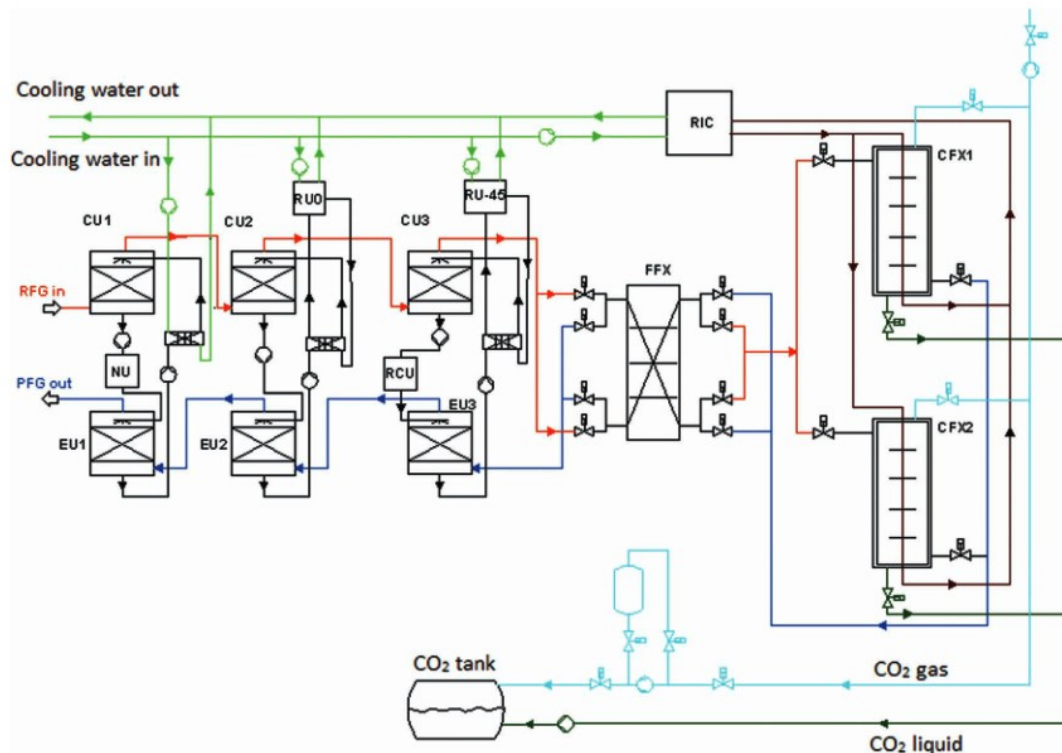 Cooling water out
RIC
Cooling water in
CFX1
RU0
RU-45
CU1
CU2
CU3
FFX
RFG in
NU
RCU
PFG out
EU3
EU1
EU2
CFX2
CO₂ tank
CO₂ gas
CO₂ liquid